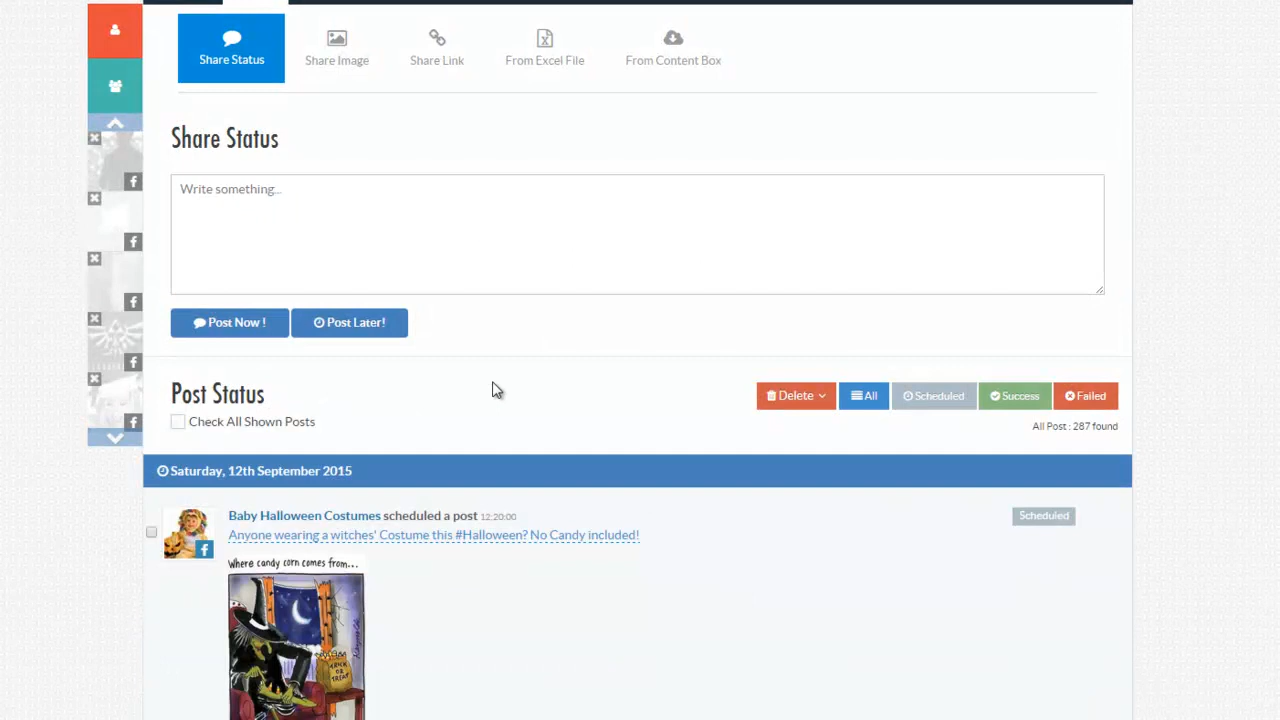 Share Status
Share Image
Share Link
From Excel File
From Content Box
Share Status
Write something...
Post Now !
Post Later!
Post Status
Delete
All
Scheduled
Success
Failed
Check All Shown Posts
All Post : 287 found
Saturday, 12th September 2015
Baby Halloween Costumes scheduled a post 12:20:00
Scheduled
Anyone wearing a witches' Costume this #Halloween? No Candy included!
Where candy corn comes from...
TRICK
OR
TREAT